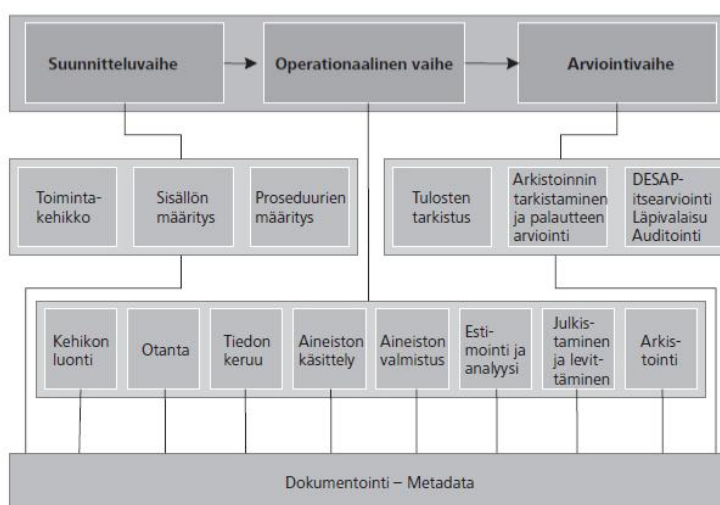 Suunnitteluvaihe
Operationaalinen vaihe
Arviointivaihe
Toiminta-
kehikko
Sisällön
määritys
Proseduurien
määritys
Tulosten
tarkistus
Arkistoinnin
tarkistaminen
ja palautteen
arviointi
DESAP-
itsearviointi
Läpivalaisu
Auditointi
Kehikon
luonti
Otanta
Tiedon
keruu
Aineiston
käsittely
Aineiston
valmistus
Esti-
mointi ja
analyysi
Julkis-
taminen
ja levit-
täminen
Arkis-
tointi
Dokumentointi – Metadata